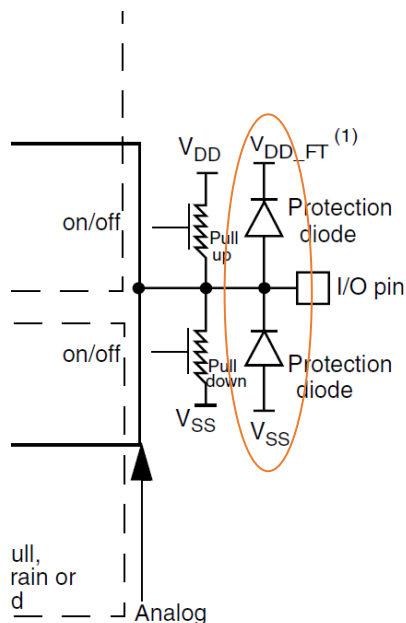 VDD
VDD_FT (1)
on/off
Pull
up
Protection
diode
I/O pin
on/off
Pull
down
Protection
diode
VSS
VSS
ull,
rain or
d
Analog